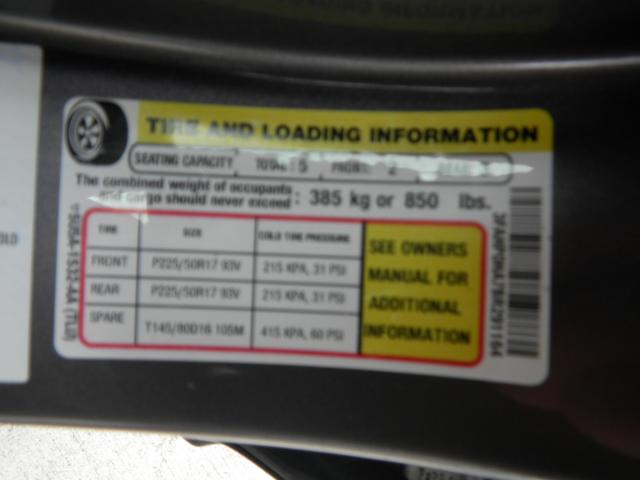 TIRE AND LOADING INFORMATION
SEATING CAPACITY TOTAL: 5 FRONT: 2
The combined weight of occupants
and cargo should never exceed : 385 kg or 850 lbs.
TIRE SIZE COLD TIRE PRESSURE
FRONT P225/50R17 93V 215 KPA, 31 PSI
REAR P225/50R17 93V 215 KPA, 31 PSI
SPARE T145/80D16 105M 415 KPA, 60 PSI
SEE OWNERS
MANUAL FOR
ADDITIONAL
INFORMATION